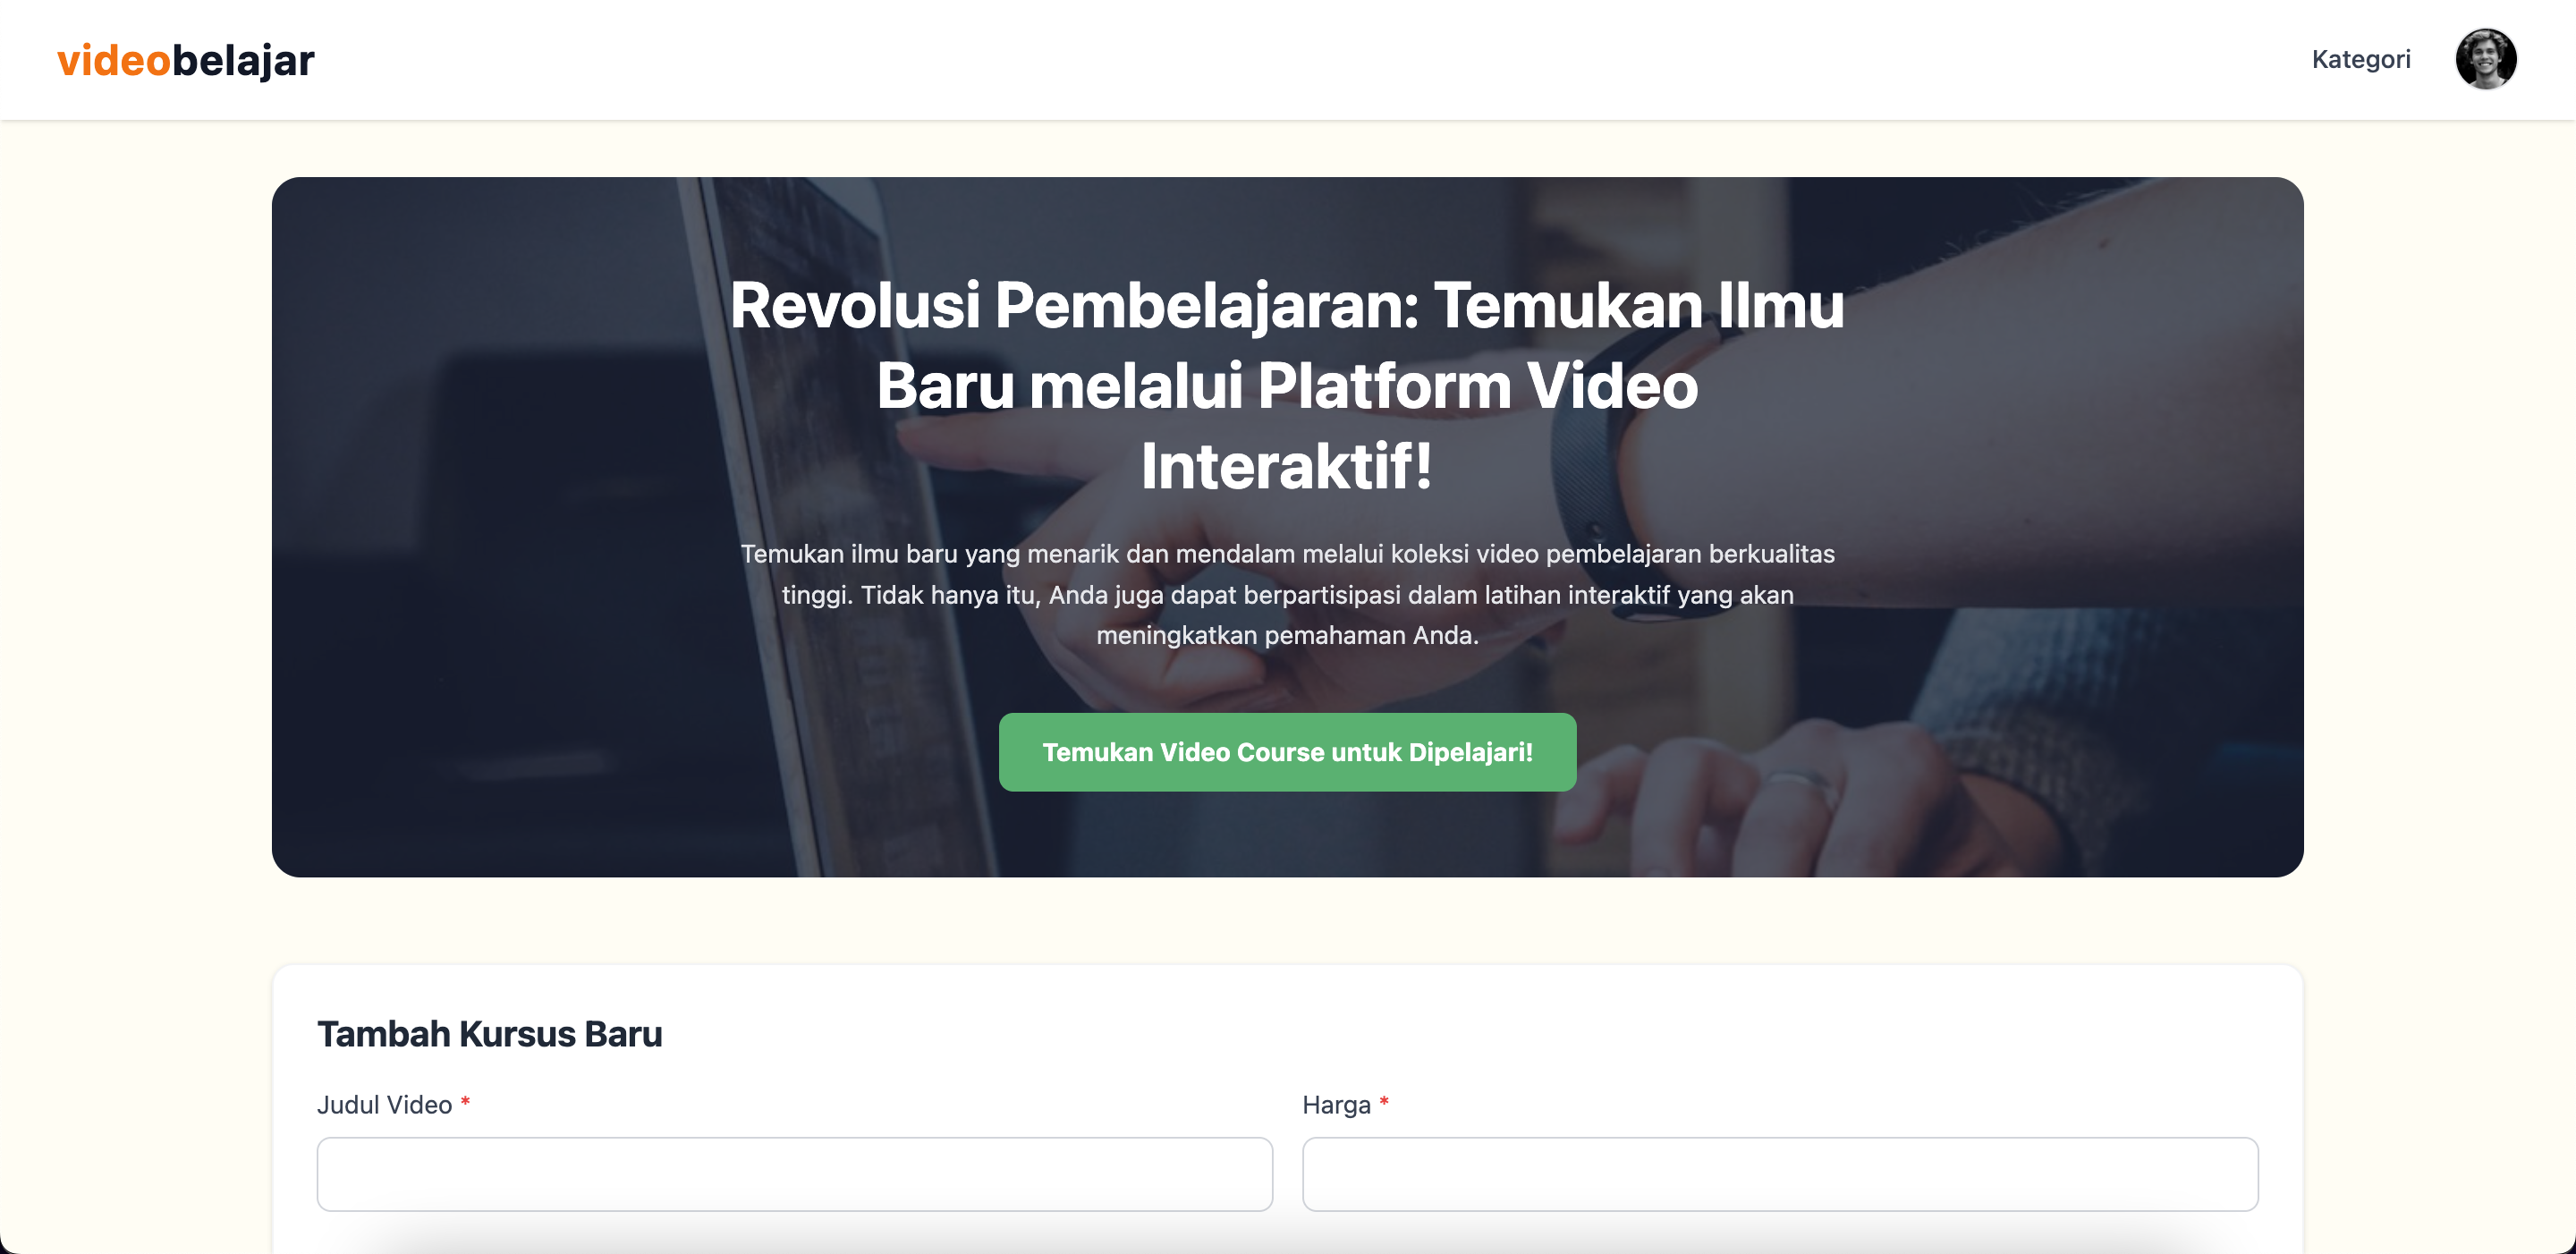 videobelajar
Kategori
Revolusi Pembelajaran: Temukan Ilmu
Baru melalui Platform Video
Interaktif!
Temukan ilmu baru yang menarik dan mendalam melalui koleksi video pembelajaran berkualitas
tinggi. Tidak hanya itu, Anda juga dapat berpartisipasi dalam latihan interaktif yang akan
meningkatkan pemahaman Anda.
Temukan Video Course untuk Dipelajari!
Tambah Kursus Baru
Judul Video *
Harga *